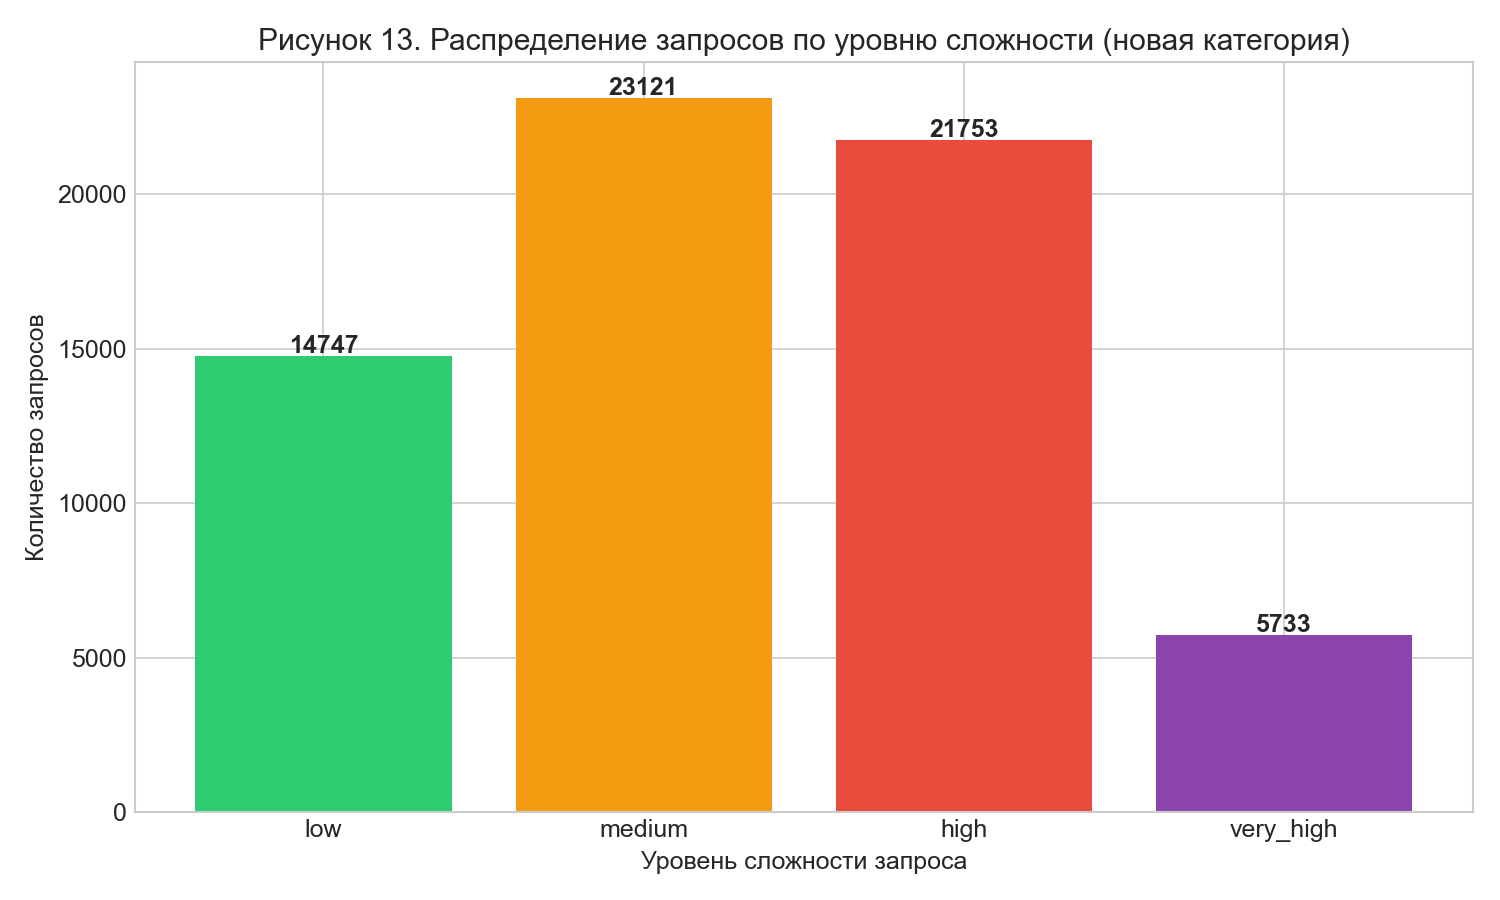 Рисунок 13. Распределение запросов по уровню сложности (новая категория)
23121
21753
20000
14747
15000
10000
5733
5000
0
Количество запросов
low
medium
high
very_high
Уровень сложности запроса